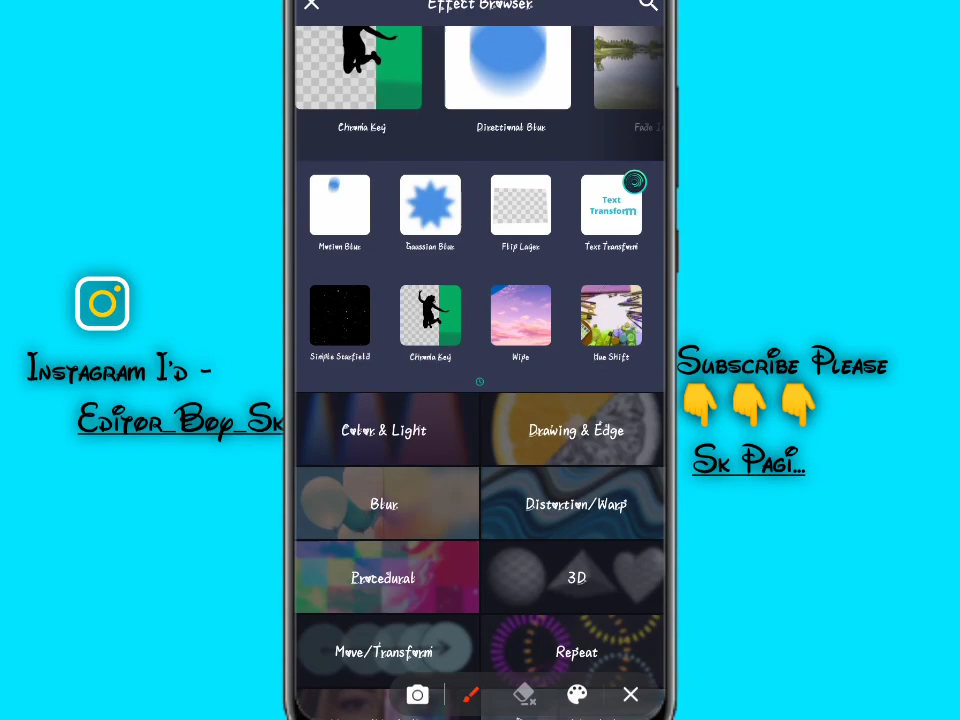 Effect Browser
Chroma Key
Directional Blur
Fade I
Motion Blur
Gaussian Blur
Flip Layer
Text Transform
Text Transform
Simple Starfield
Chroma Key
Wipe
Hue Shift
Color & Light
Drawing & Edge
Blur
Distortion/Warp
Procedural
3D
Move/Transform
Repeat
Instagram I'd -
Editor_Boy_Sk
Subscribe Please
Sk Pagi...